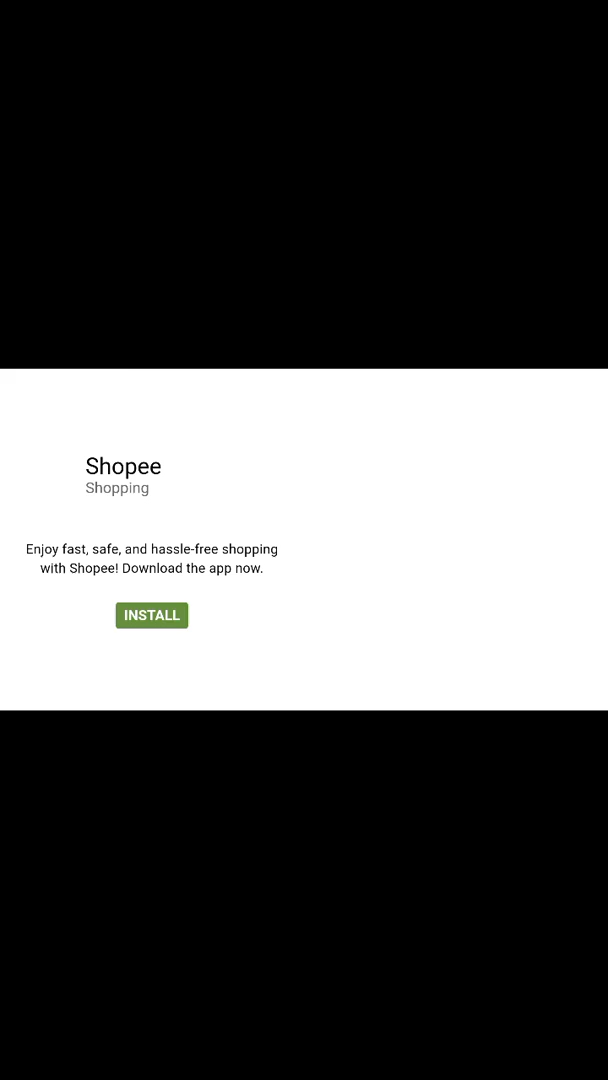 Shopee
Shopping
Enjoy fast, safe, and hassle-free shopping
with Shopee! Download the app now.
INSTALL